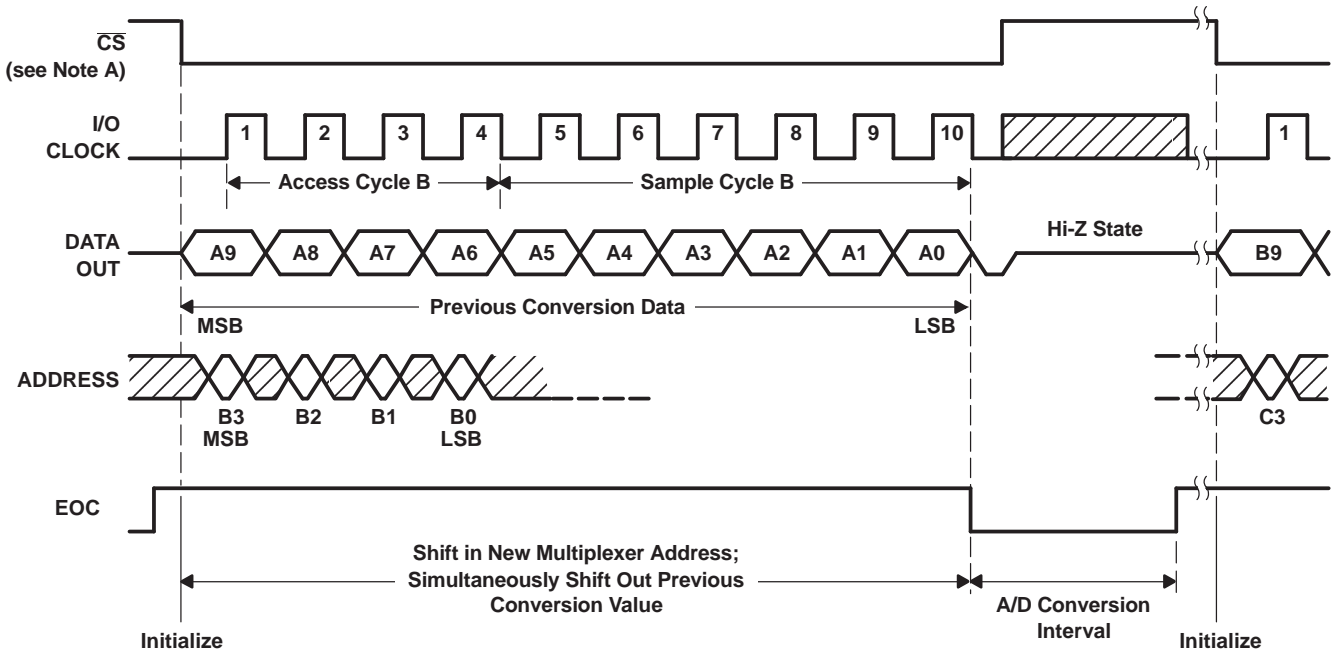 CS
(see Note A)
I/O
CLOCK
1 2 3 4 5 6 7 8 9 10 1
Access Cycle B
Sample Cycle B
DATA
OUT
A9 A8 A7 A6 A5 A4 A3 A2 A1 A0
Hi-Z State
B9
Previous Conversion Data
MSB
LSB
ADDRESS
B3 B2 B1 B0 C3
MSB LSB
EOC
Shift in New Multiplexer Address;
Simultaneously Shift Out Previous
Conversion Value
A/D Conversion
Interval
Initialize
Initialize